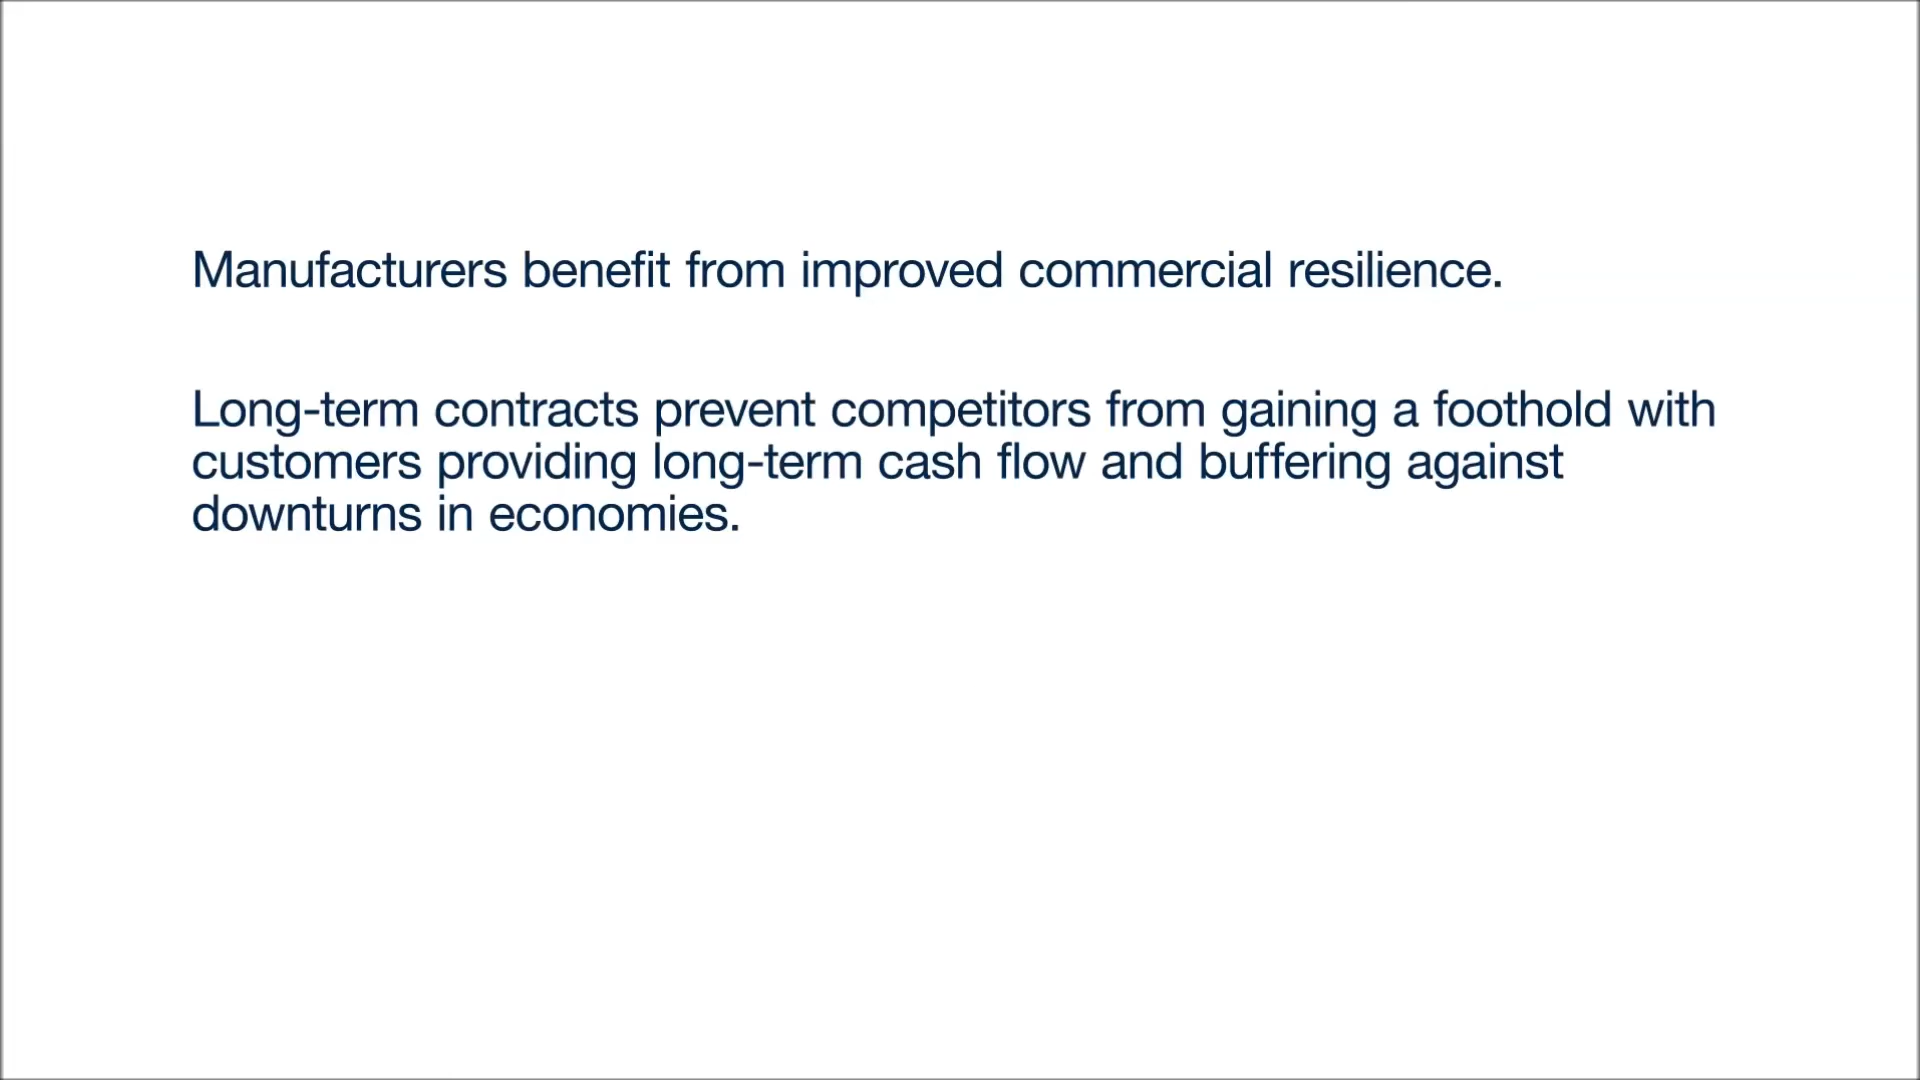 Manufacturers benefit from improved commercial resilience.
Long-term contracts prevent competitors from gaining a foothold with
customers providing long-term cash flow and buffering against
downturns in economies.